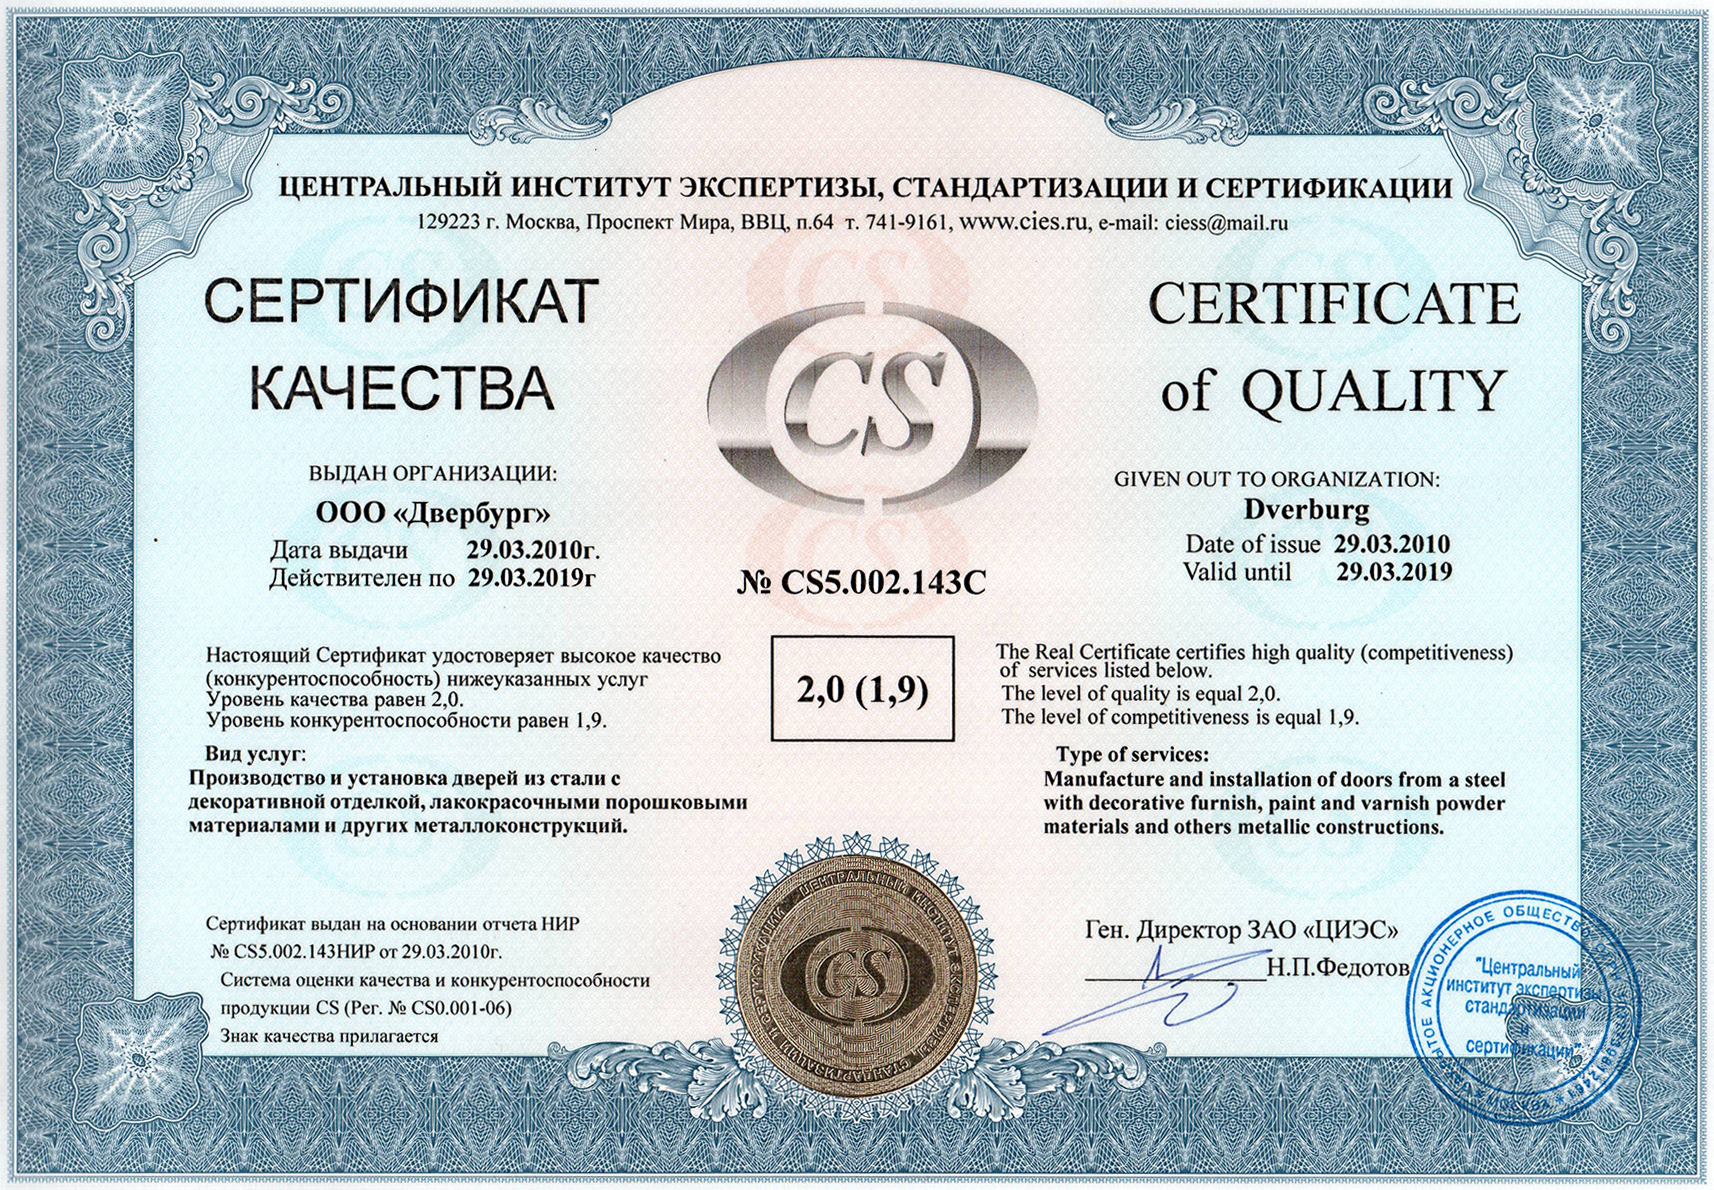 ЦЕНТРАЛЬНЫЙ ИНСТИТУТ ЭКСПЕРТИЗЫ, СТАНДАРТИЗАЦИИ И СЕРТИФИКАЦИИ
129223 г. Москва, Проспект Мира, ВВЦ, п.64 т. 741-9161, www.cies.ru, e-mail: ciess@mail.ru
СЕРТИФИКАТ
КАЧЕСТВА
ВЫДАН ОРГАНИЗАЦИИ:
ООО «Двербург»
Дата выдачи 29.03.2010г.
Действителен по 29.03.2019г
CS
№ CS5.002.143С
CERTIFICATE
of QUALITY
GIVEN OUT TO ORGANIZATION:
Dverburg
Date of issue 29.03.2010
Valid until 29.03.2019
Настоящий Сертификат удостоверяет высокое качество
(конкурентоспособность) нижеуказанных услуг
Уровень качества равен 2,0.
Уровень конкурентоспособности равен 1,9.
Вид услуг:
Производство и установка дверей из стали с
декоративной отделкой, лакокрасочными порошковыми
материалами и других металлоконструкций.
2,0 (1,9)
The Real Certificate certifies high quality (competitiveness)
of services listed below.
The level of quality is equal 2,0.
The level of competitiveness is equal 1,9.
Type of services:
Manufacture and installation of doors from a steel
with decorative furnish, paint and varnish powder
materials and others metallic constructions.
Сертификат выдан на основании отчета НИР
№ CS5.002.143НИР от 29.03.2010г.
Система оценки качества и конкурентоспособности
продукции CS (Рег. № CS0.001-06)
Знак качества прилагается
ЦЕНТРАЛЬНЫЙ ИНСТИТУТ ЭКСПЕРТИЗЫ СТАНДАРТИЗАЦИИ И СЕРТИФИКАЦИИ
CS
Ген. Директор ЗАО «ЦИЭС»
Н.П.Федотов
АКЦИОНЕРНОЕ ОБЩЕСТВО
МОСКВА
"Центральный
институт экспертизы
стандартизации
и
сертификации"